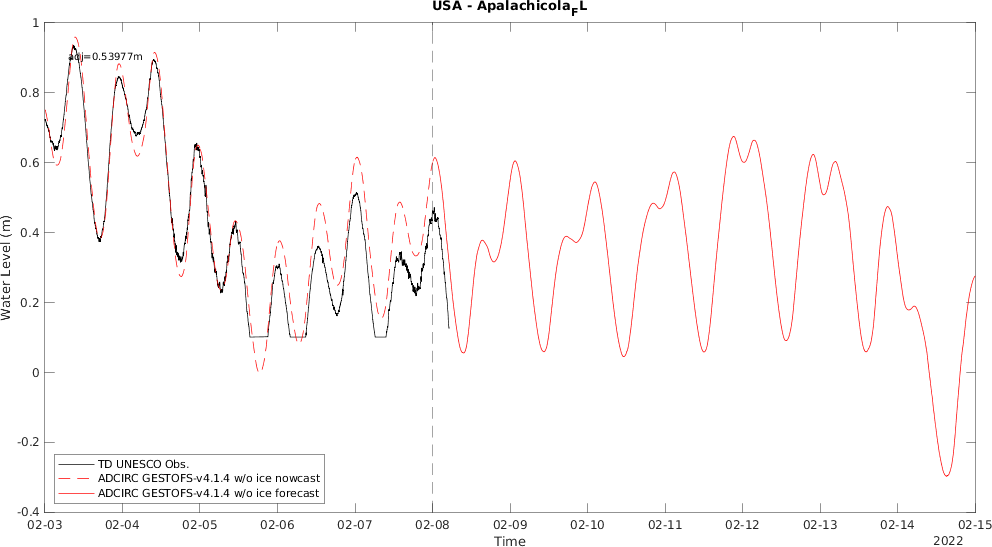 USA - Apalachicola_FL
adj=0.53977m
Water Level (m)
1
0.8
0.6
0.4
0.2
0
-0.2
-0.4
TD UNESCO Obs.
ADCIRC GESTOFS-v4.1.4 w/o ice nowcast
ADCIRC GESTOFS-v4.1.4 w/o ice forecast
02-03 02-04 02-05 02-06 02-07 02-08 02-09 02-10 02-11 02-12 02-13 02-14 02-15
Time
2022